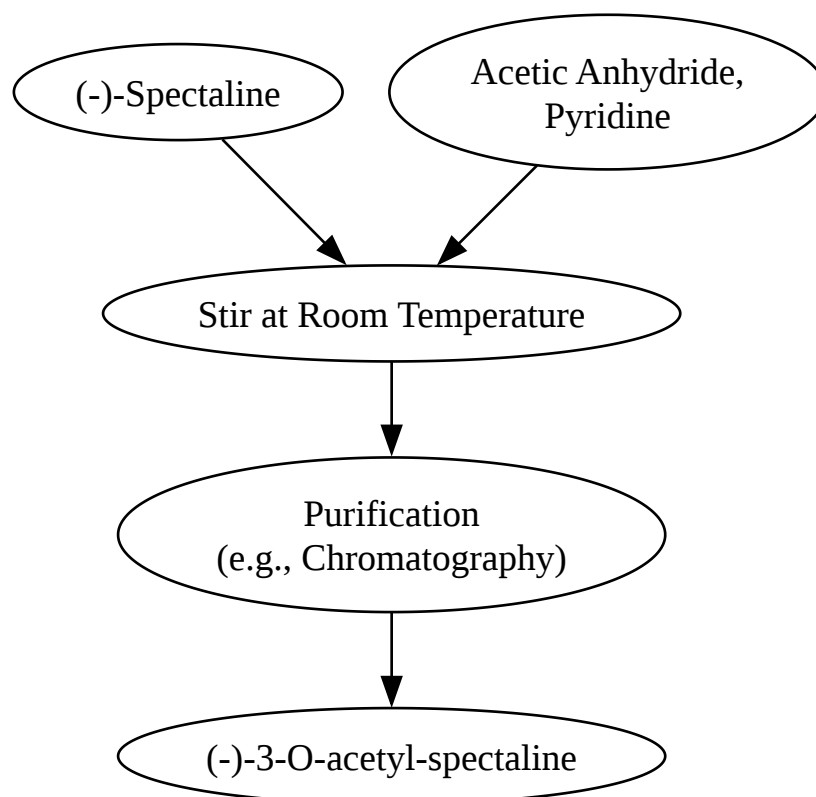 (-)-Spectaline
Acetic Anhydride,
Pyridine
Stir at Room Temperature
Purification
(e.g., Chromatography)
(-)-3-O-acetyl-spectaline